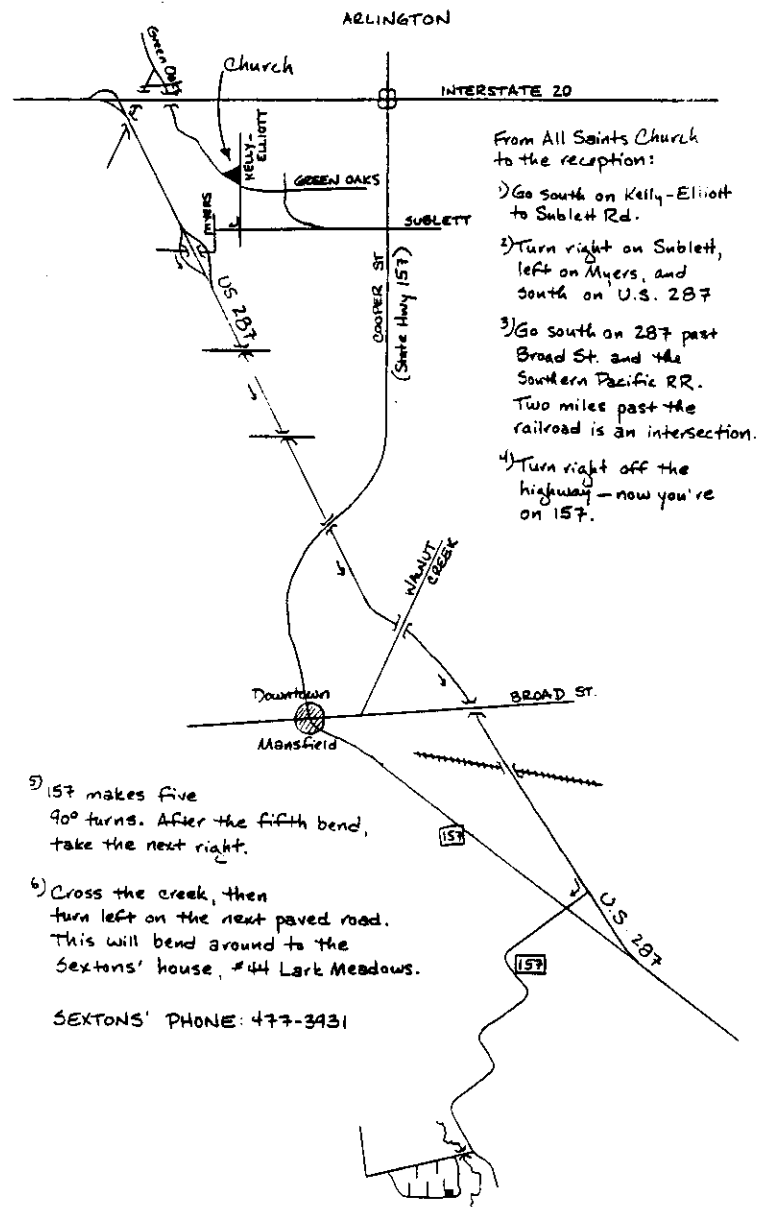 ARLINGTON
Green Oaks
Church
INTERSTATE 20
KELLY-
ELLIOTT
GREEN OAKS
MYERS
SUBLETT
US 287
COOPER ST
(State Hwy 157)
From All Saints Church
to the reception:
1) Go south on Kelly-Elliott
to Sublett Rd.
2) Turn right on Sublett,
left on Myers, and
south on U.S. 287
3) Go south on 287 past
Broad St. and the
Southern Pacific RR.
Two miles past the
railroad is an intersection.
4) Turn right off the
highway — now you're
on 157.
WALNUT
CREEK
Downtown
Mansfield
BROAD ST.
157
U.S. 287
157
5) 157 makes five
90° turns. After the fifth bend,
take the next right.
6) Cross the creek, then
turn left on the next paved road.
This will bend around to the
Sextons' house, #44 Lark Meadows.
SEXTONS' PHONE: 477-3931